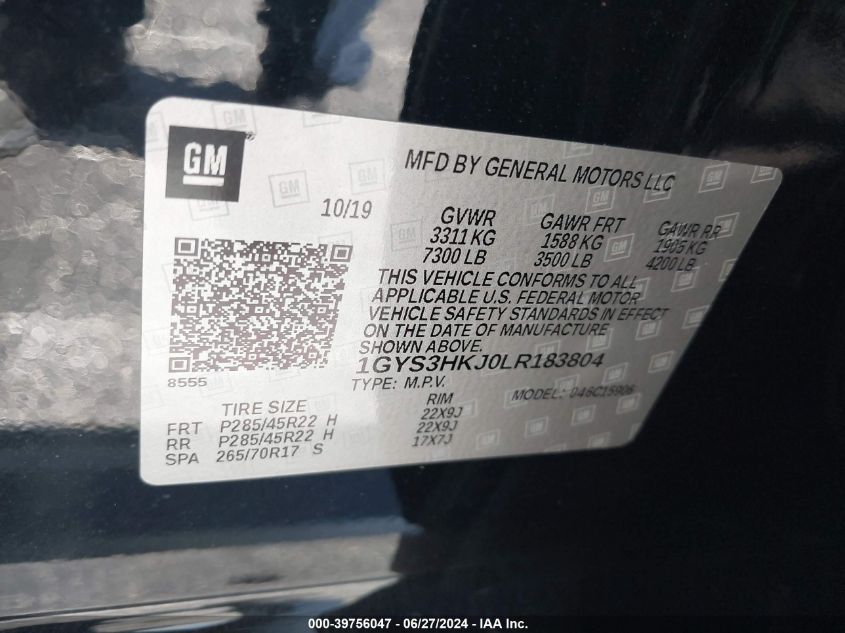 GM
MFD BY GENERAL MOTORS LLC
10/19
GVWR GAWR FRT GAWR RR
3311 KG 1588 KG 1905 KG
7300 LB 3500 LB 4200 LB
THIS VEHICLE CONFORMS TO ALL
APPLICABLE U.S. FEDERAL MOTOR
VEHICLE SAFETY STANDARDS IN EFFECT
ON THE DATE OF MANUFACTURE
SHOWN ABOVE.
1GYS3HKJ0LR183804
8555
TYPE: M.P.V. MODEL:
TIRE SIZE RIM
FRT P285/45R22 H 22X9J
RR P285/45R22 H 22X9J
SPA 265/70R17 S 17X7J
000-39756047 - 06/27/2024 - IAA Holdings, LLC.